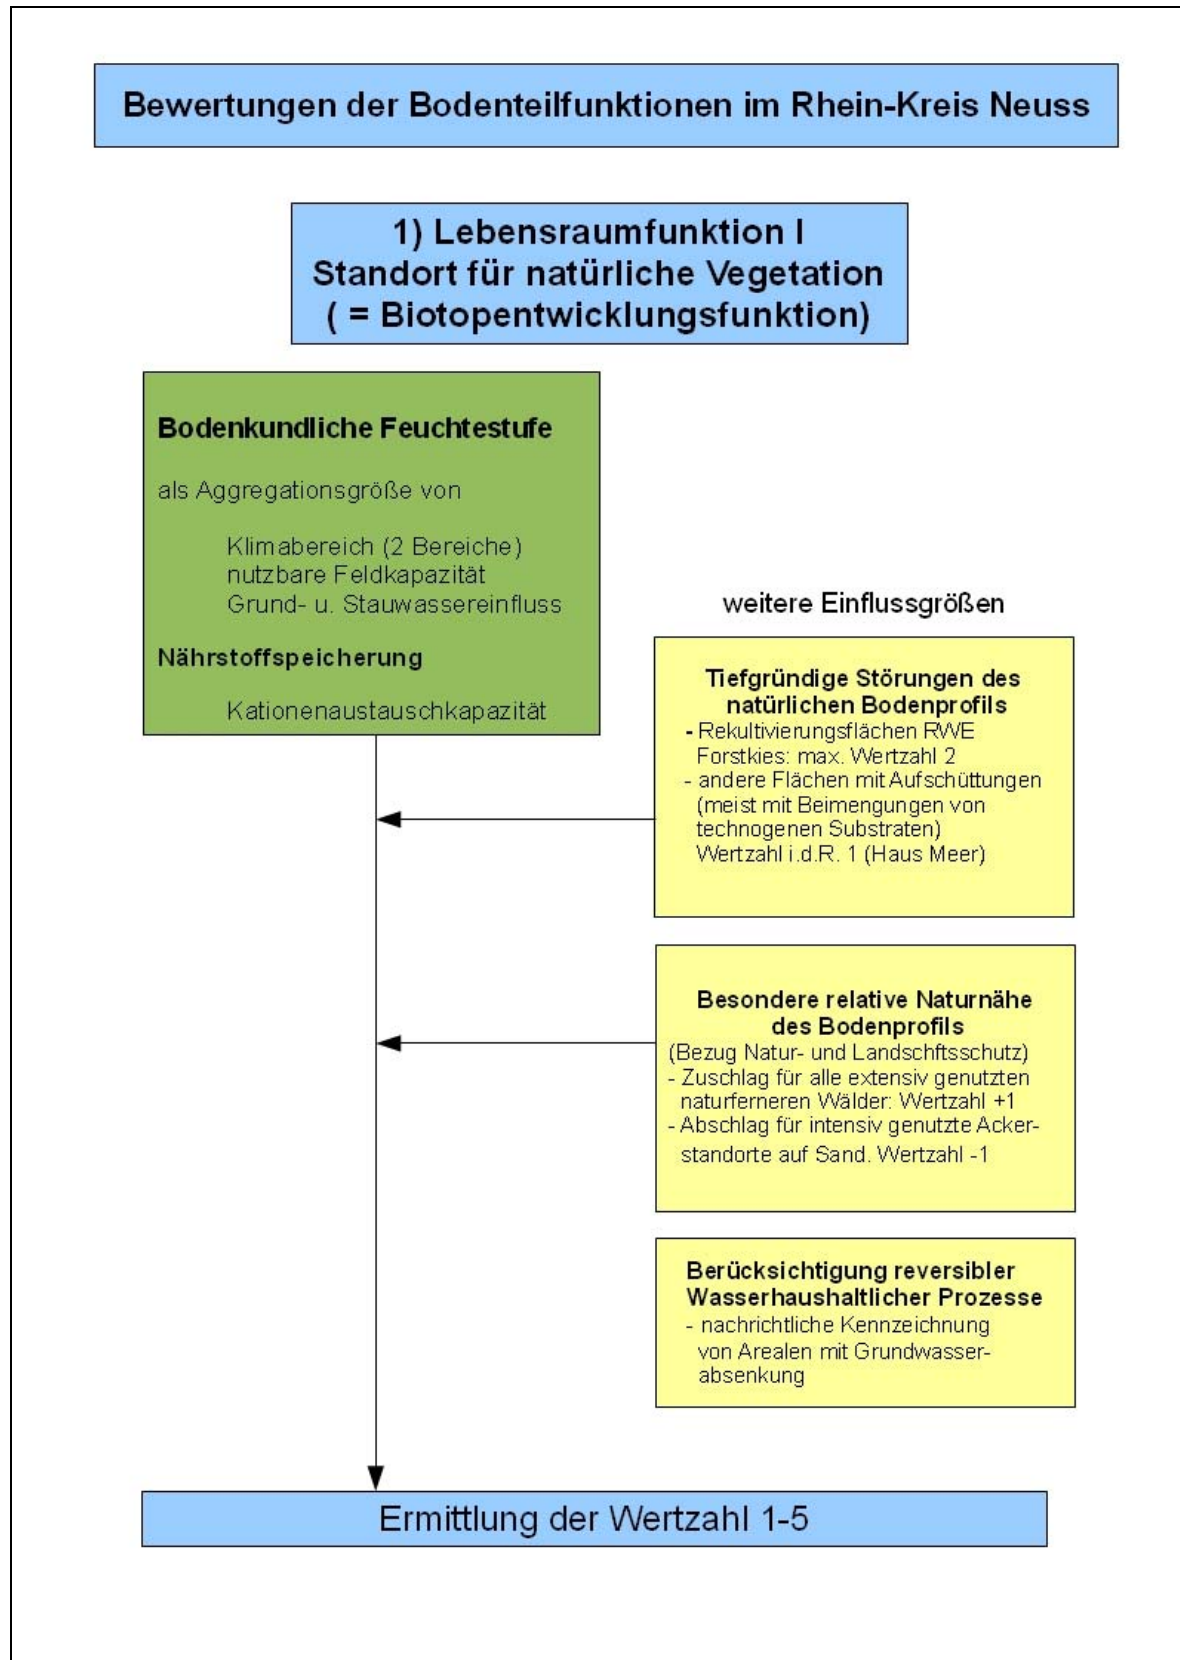 Bewertungen der Bodenteilfunktionen im Rhein-Kreis Neuss
1) Lebensraumfunktion I
Standort für natürliche Vegetation
( = Biotopentwicklungsfunktion)
Bodenkundliche Feuchtestufe
als Aggregationsgröße von
Klimabereich (2 Bereiche)
nutzbare Feldkapazität
Grund- u. Stauwassereinfluss
Nährstoffspeicherung
Kationenaustauschkapazität
weitere Einflussgrößen
Tiefgründige Störungen des
natürlichen Bodenprofils
- Rekultivierungsflächen RWE
Forstkies: max. Wertzahl 2
- andere Flächen mit Aufschüttungen
(meist mit Beimengungen von
technogenen Substraten)
Wertzahl i.d.R. 1 (Haus Meer)
Besondere relative Naturnähe
des Bodenprofils
(Bezug Natur- und Landschftsschutz)
- Zuschlag für alle extensiv genutzten
naturferneren Wälder: Wertzahl +1
- Abschlag für intensiv genutzte Acker-
standorte auf Sand. Wertzahl -1
Berücksichtigung reversibler
Wasserhaushaltlicher Prozesse
- nachrichtliche Kennzeichnung
von Arealen mit Grundwasser-
absenkung
Ermittlung der Wertzahl 1-5